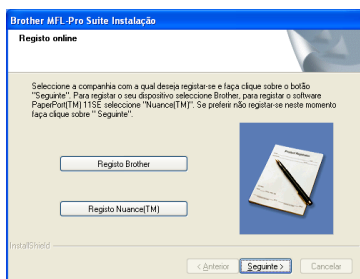 Brother MFL-Pro Suite Instalação
Registo online
Seleccione a companhia com a qual deseja registar-se e faça clique sobre o botão
"Seguinte". Para registar o seu dispositivo seleccione Brother, para registar o software
PaperPort(TM) 11SE seleccione "Nuance(TM)". Se preferir não registar-se neste momento
faça clique sobre " Seguinte".
Registo Brother
Registo Nuance(TM)
InstallShield
< Anterior
Seguinte >
Cancelar